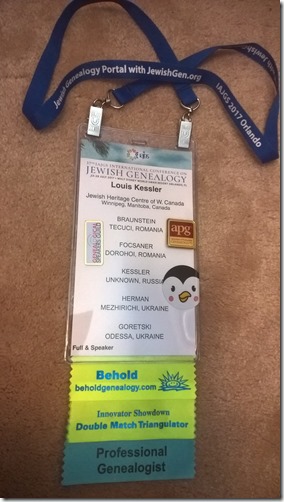 Jewish Genealogy Portal with JewishGen.org
IAJGS 2017 Orlando
37TH IAJGS INTERNATIONAL CONFERENCE ON
JEWISH GENEALOGY
Louis Kessler
Jewish Heritage Centre of W. Canada
Winnipeg, Manitoba, Canada
BRAUNSTEIN
TECUCI, ROMANIA
apg
FOCSANER
DOROHOI, ROMANIA
KESSLER
UNKNOWN, RUSSI
HERMAN
MEZHIRICHI, UKRAINE
GORETSKI
ODESSA, UKRAINE
Full & Speaker
Behold
beholdgenealogy.com
Innovator Showdown
Double Match Triangulator
Professional
Genealogist